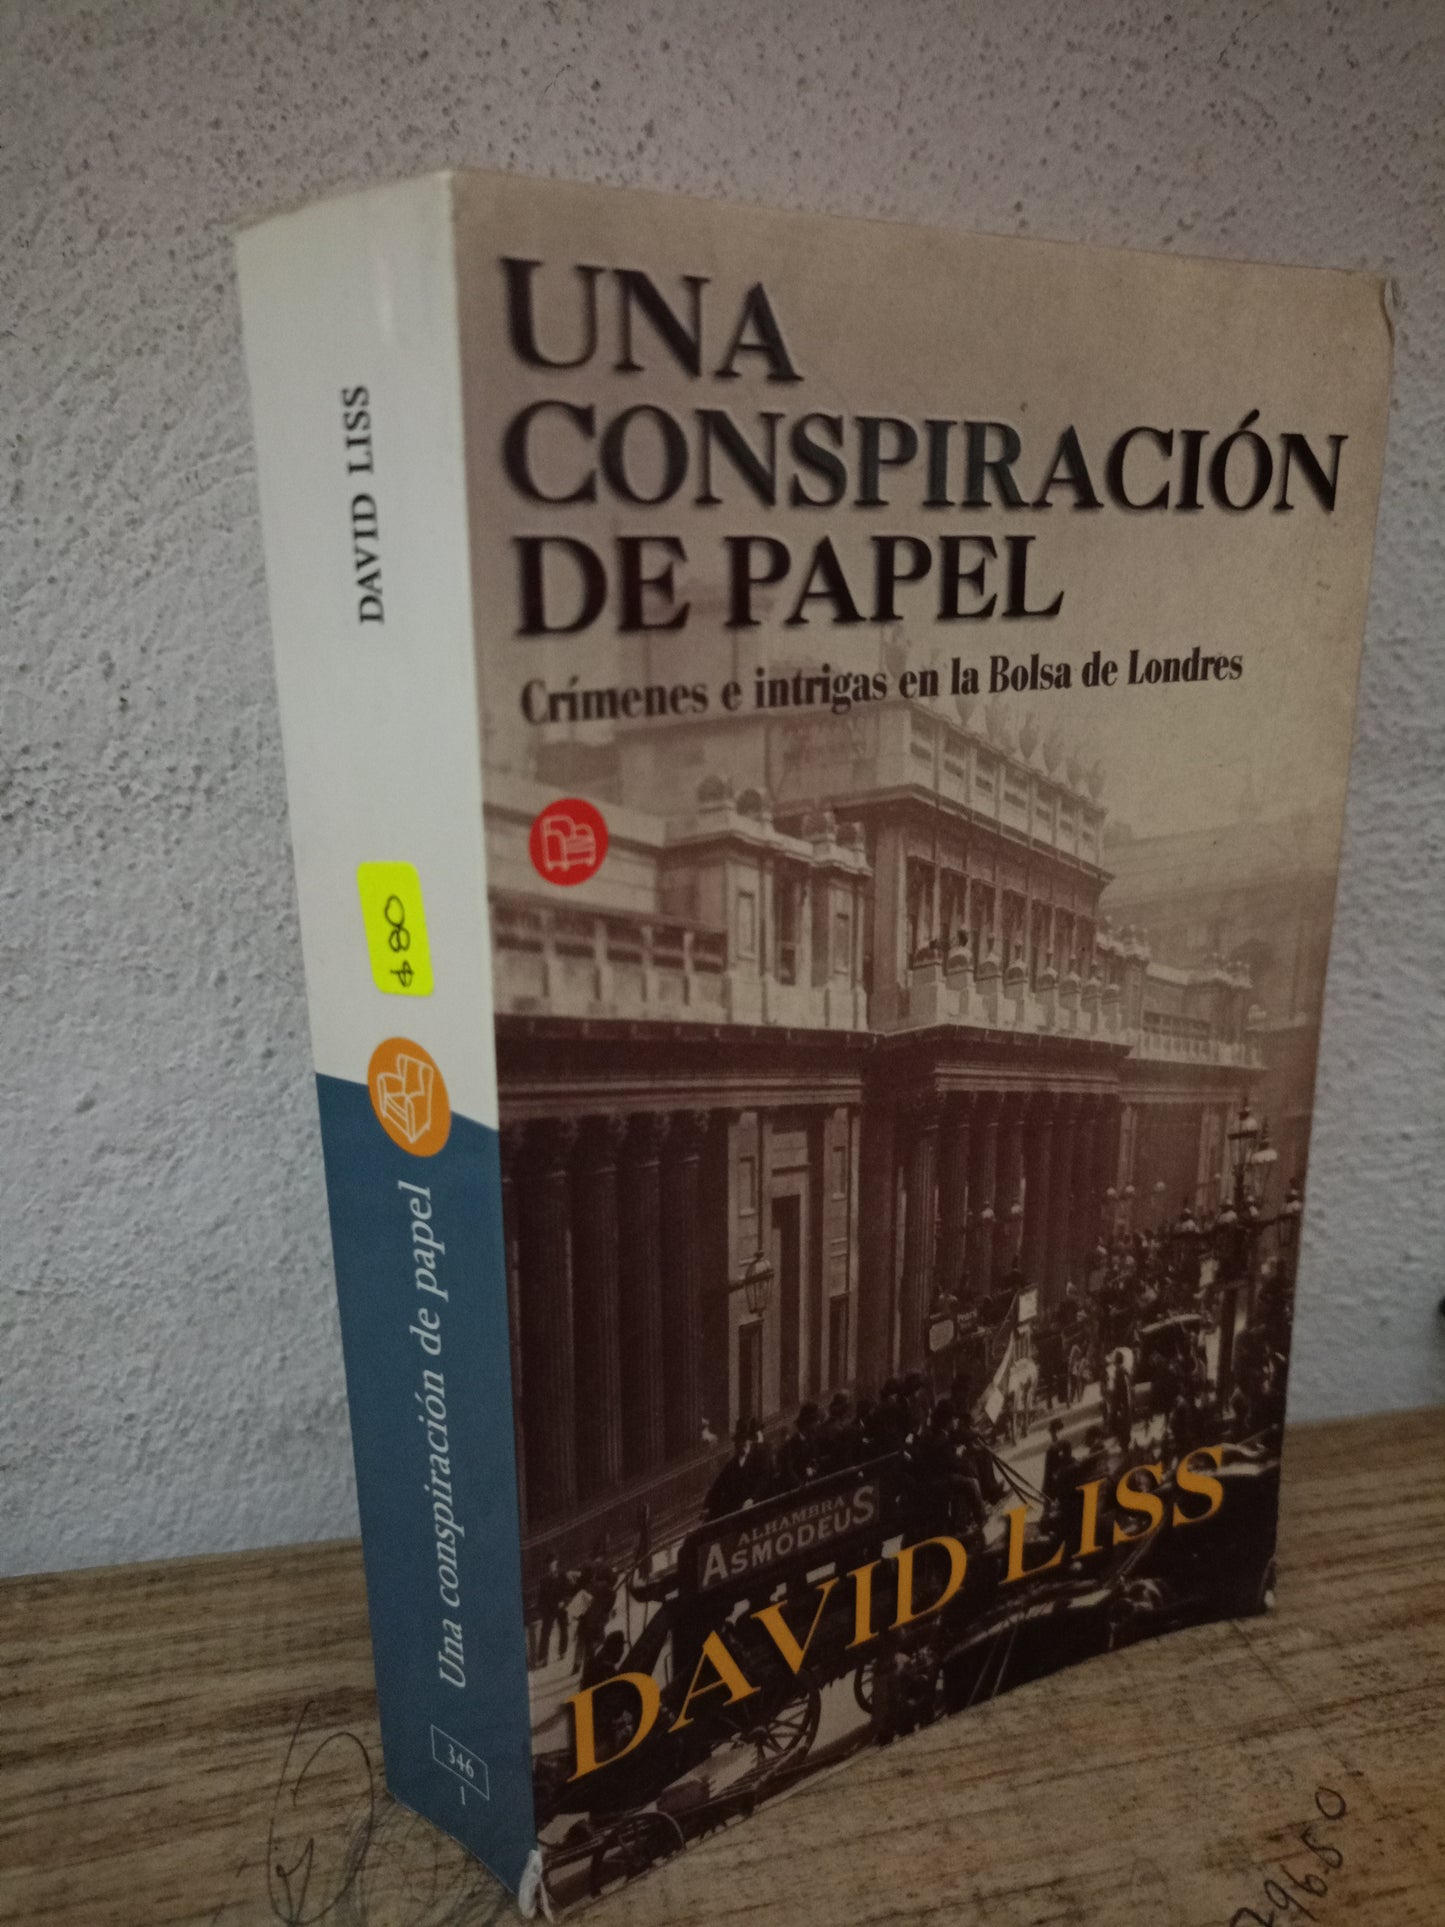 DAVID LISS
$80
Una conspiración de papel
346
1
UNA
CONSPIRACIÓN
DE PAPEL
Crímenes e intrigas en la Bolsa de Londres
ALHAMBRA
ASMODEUS
DAVID LISS